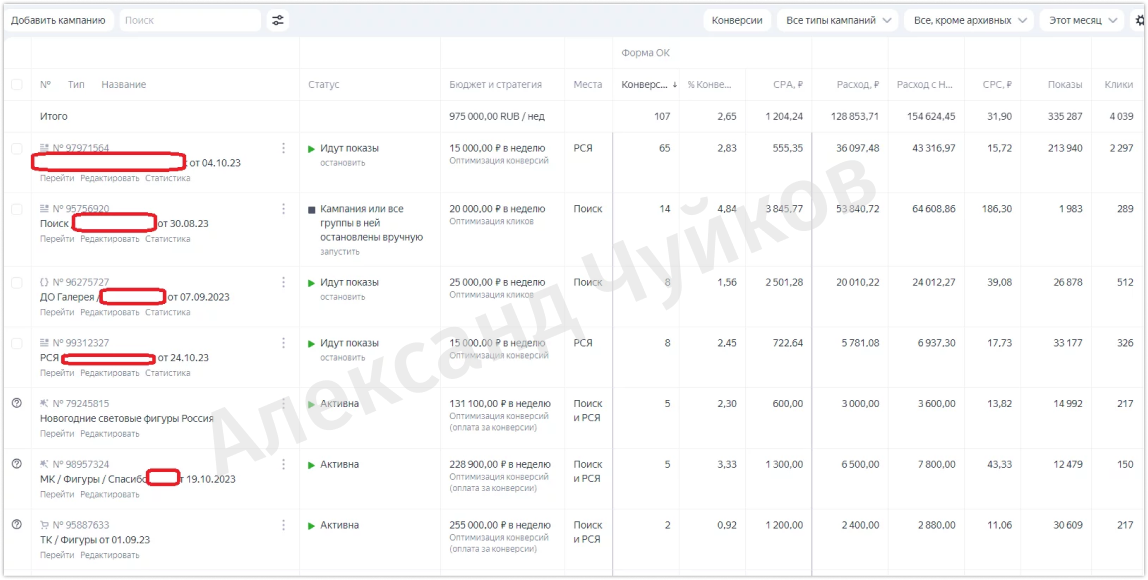 Добавить кампанию Поиск Конверсии Все типы кампаний Все, кроме архивных Этот месяц
Форма ОК
№ Тип Название Статус Бюджет и стратегия Места Конверс... ↓ % Конве... CPA, ₽ Расход, ₽ Расход с Н... CPC, ₽ Показы Клики
Итого 975 000,00 RUB / нед 107 2,65 1 204,24 128 853,71 154 624,45 31,90 335 287 4 039
№ 97971564 Идут показы 15 000,00 ₽ в неделю РСЯ 65 2,83 555,35 36 097,48 43 316,97 15,72 213 940 2 297
от 04.10.23 остановить Оптимизация конверсий
Перейти Редактировать Статистика
№ 95756920 Кампания или все 20 000,00 ₽ в неделю Поиск 14 4,84 3 845,77 53 840,72 64 608,86 186,30 1 983 289
Поиск от 30.08.23 группы в ней Оптимизация кликов
Перейти Редактировать Статистика остановлены вручную
запустить
{} № 96275727 Идут показы 25 000,00 ₽ в неделю Поиск 8 1,56 2 501,28 20 010,22 24 012,27 39,08 26 878 512
ДО Галерея / от 07.09.2023 остановить Оптимизация кликов
Перейти Редактировать Статистика
№ 99312327 Идут показы 15 000,00 ₽ в неделю РСЯ 8 2,45 722,64 5 781,08 6 937,30 17,73 33 177 326
РСЯ от 24.10.23 остановить Оптимизация конверсий
Перейти Редактировать Статистика
№ 79245815 Активна 131 100,00 ₽ в неделю Поиск 5 2,30 600,00 3 000,00 3 600,00 13,82 14 992 217
Новогодние световые фигуры Россия Оптимизация конверсий и РСЯ
Перейти Редактировать (оплата за конверсии)
№ 98957324 Активна 228 900,00 ₽ в неделю Поиск 5 3,33 1 300,00 6 500,00 7 800,00 43,33 12 479 150
МК / Фигуры / Спасибо т 19.10.2023 Оптимизация конверсий и РСЯ
Перейти Редактировать (оплата за конверсии)
№ 95887633 Активна 255 000,00 ₽ в неделю Поиск 2 0,92 1 200,00 2 400,00 2 880,00 11,06 30 609 217
ТК / Фигуры от 01.09.23 Оптимизация конверсий и РСЯ
Перейти Редактировать (оплата за конверсии)
Александр Чуйков